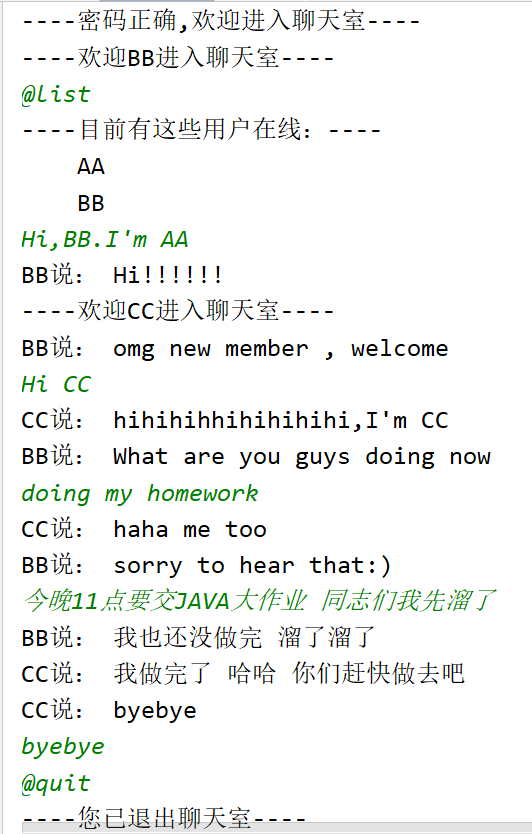 ----密码正确,欢迎进入聊天室----
----欢迎BB进入聊天室----
@list
----目前有这些用户在线: ----
AA
BB
Hi,BB.I'm AA
BB说: Hi!!!!!!
----欢迎CC进入聊天室----
BB说: omg new member , welcome
Hi CC
CC说: hihihihhihihihihi,I'm CC
BB说: What are you guys doing now
doing my homework
CC说: haha me too
BB说: sorry to hear that:)
今晚11点要交JAVA大作业 同志们我先溜了
BB说: 我也还没做完 溜了溜了
CC说: 我做完了 哈哈 你们赶快做去吧
CC说: byebye
byebye
@quit
----您已退出聊天室----